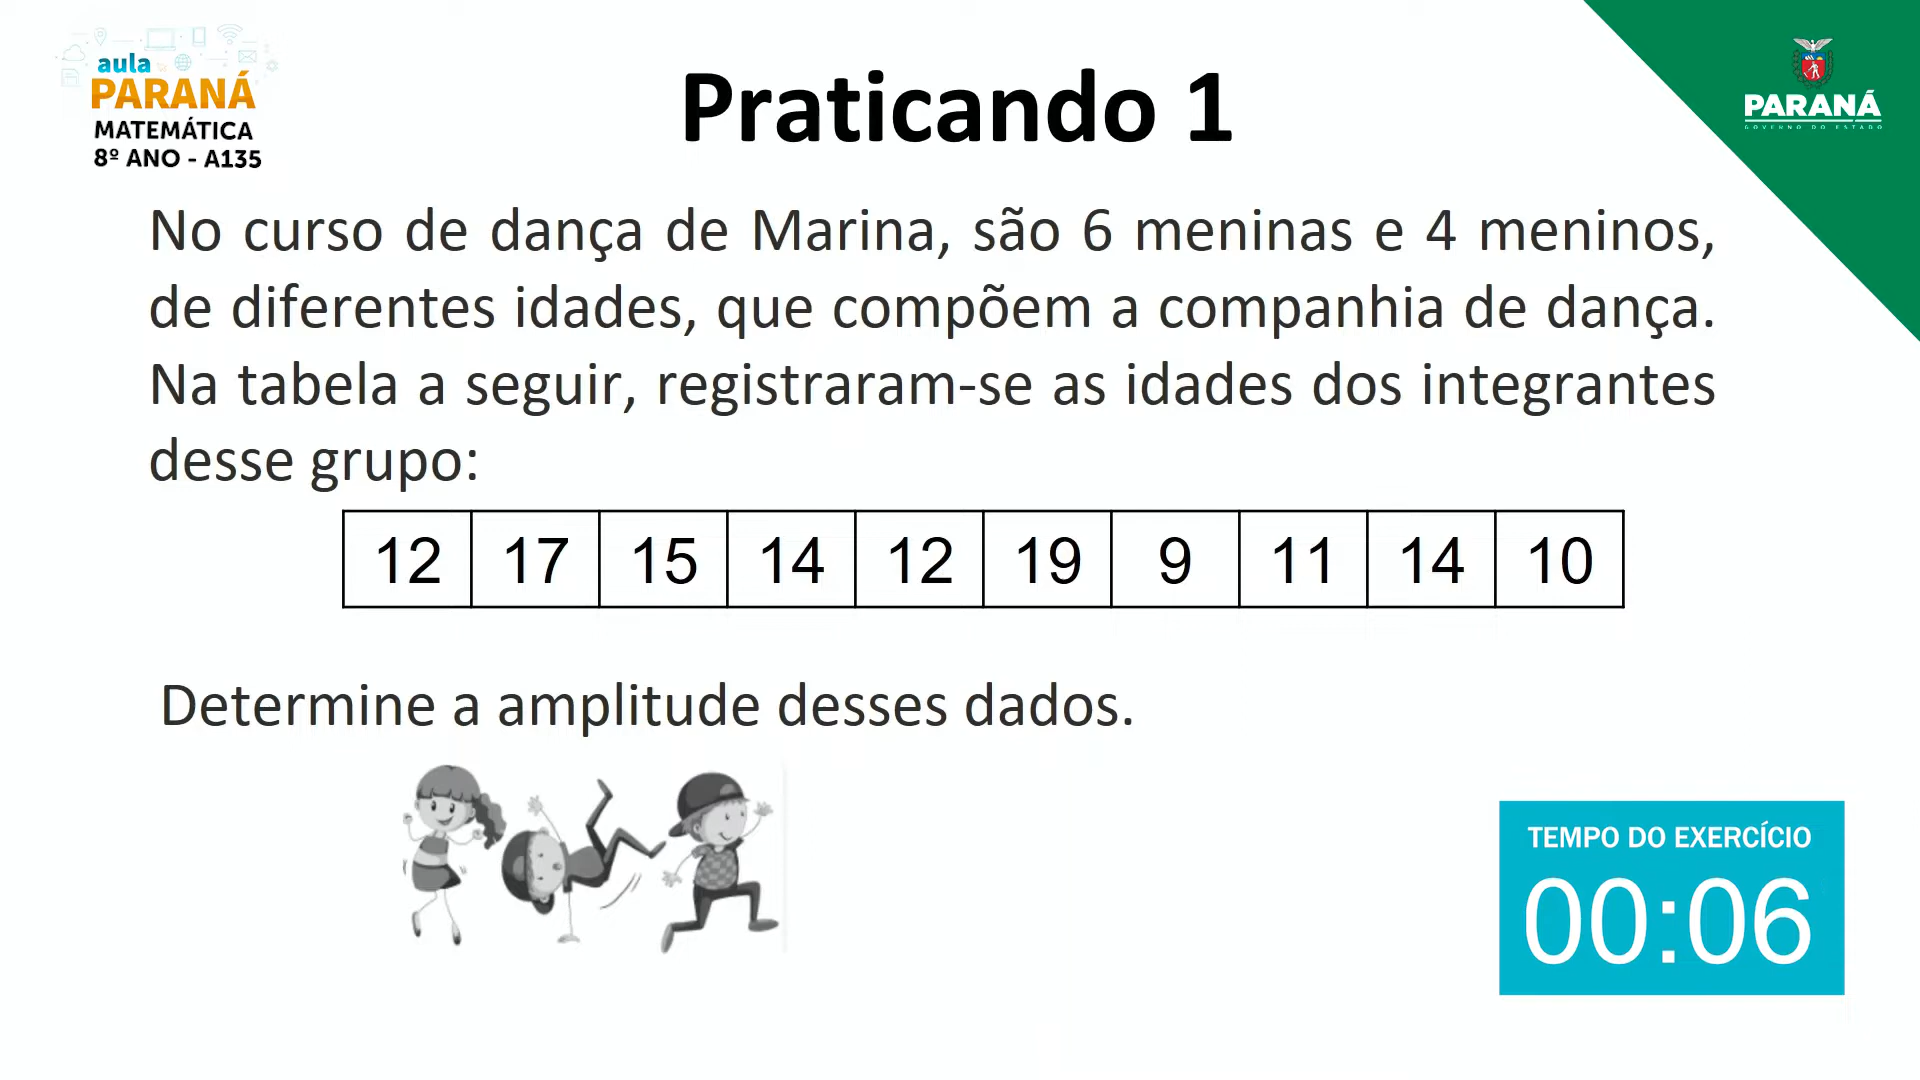 aula
PARANÁ
MATEMÁTICA
8º ANO - A135
Praticando 1
PARANÁ
GOVERNO DO ESTADO
No curso de dança de Marina, são 6 meninas e 4 meninos,
de diferentes idades, que compõem a companhia de dança.
Na tabela a seguir, registraram-se as idades dos integrantes
desse grupo:
12 17 15 14 12 19 9 11 14 10
Determine a amplitude desses dados.
TEMPO DO EXERCÍCIO
00:06